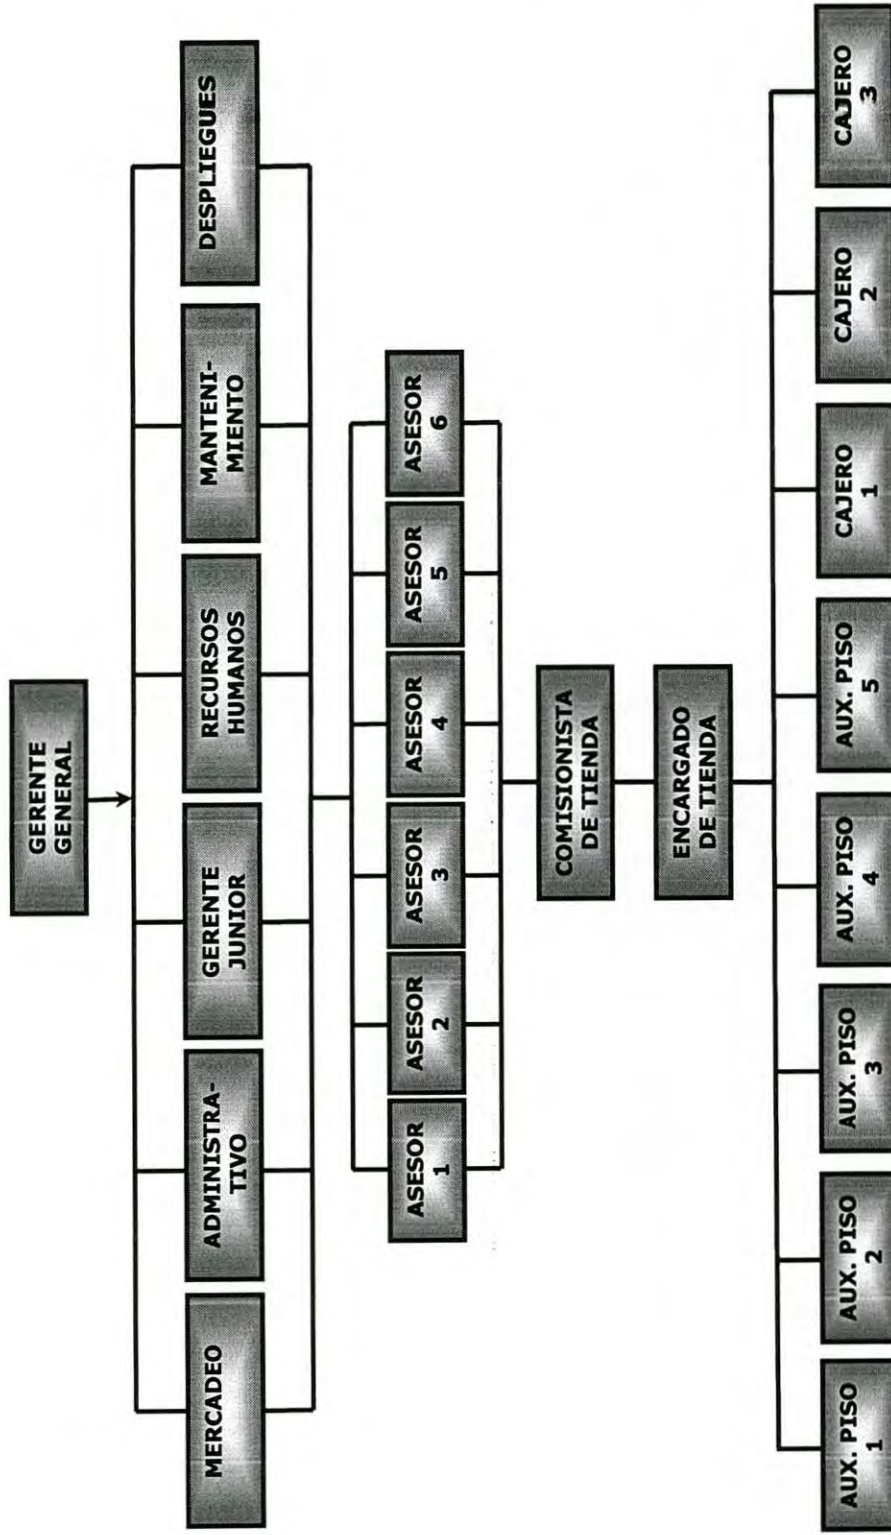 GERENTE
GENERAL
MERCADEO
ADMINISTRA-
TIVO
GERENTE
JUNIOR
RECURSOS
HUMANOS
MANTENI-
MIENTO
DESPLIEGUES
ASESOR
1
ASESOR
2
ASESOR
3
ASESOR
4
ASESOR
5
ASESOR
6
COMISIONISTA
DE TIENDA
ENCARGADO
DE TIENDA
AUX. PISO
1
AUX. PISO
2
AUX. PISO
3
AUX. PISO
4
AUX. PISO
5
CAJERO
1
CAJERO
2
CAJERO
3